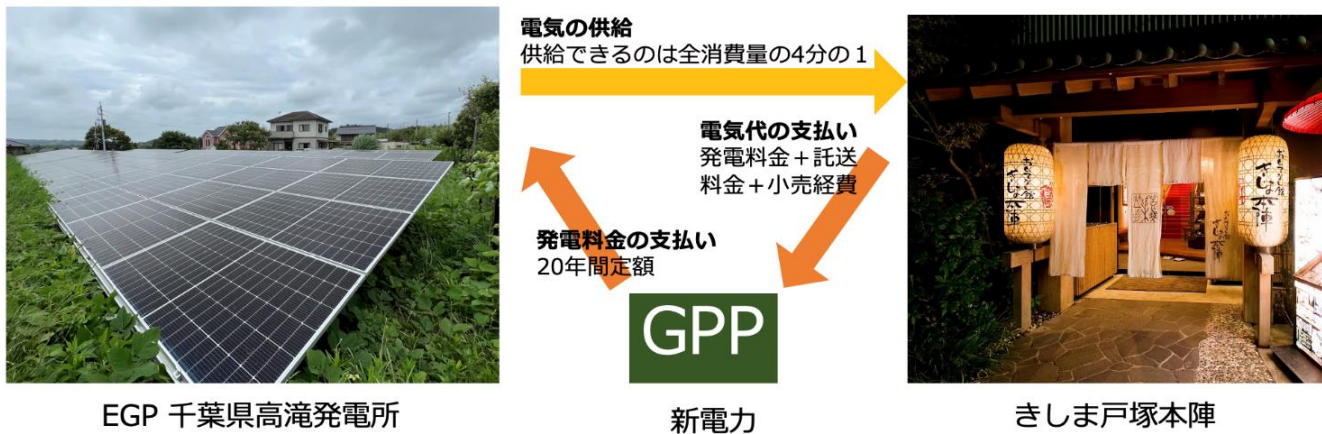 電気の供給
供給できるのは全消費量の4分の１
電気代の支払い
発電料金＋託送
料金＋小売経費
発電料金の支払い
20年間定額
GPP
EGP 千葉県高滝発電所
新電力
きしま戸塚本陣